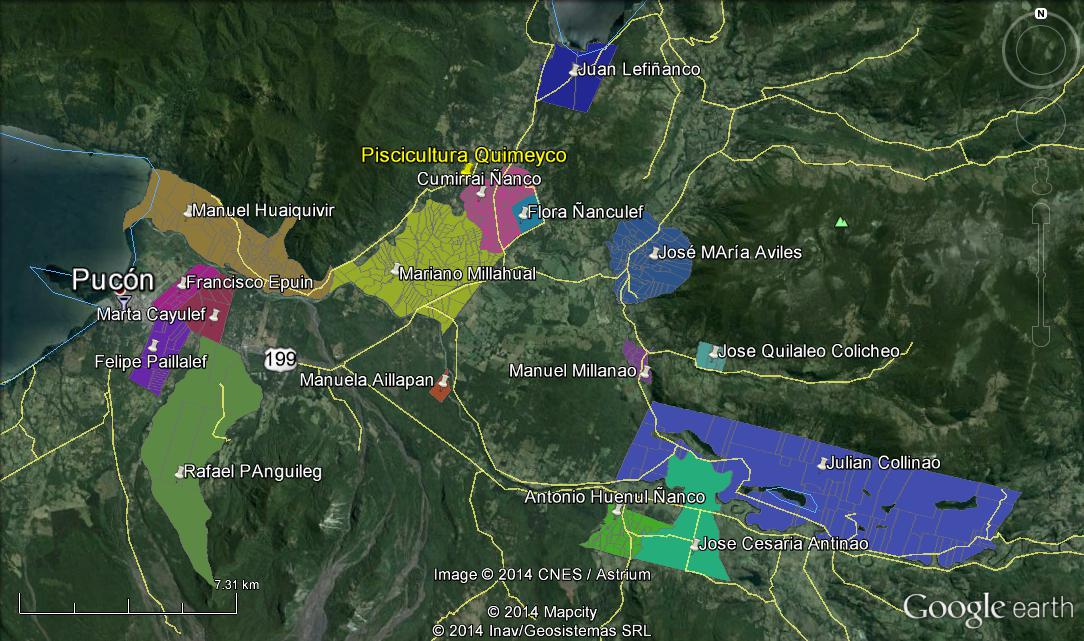 N
Juan Lefiñanco
Piscicultura Quimeyco
Cumirrai Ñanco
Manuel Huaiquivir
Flora Ñanculef
José MAría Aviles
Pucón
Francisco Epuin
Mariano Millahual
Marta Cayulef
Felipe Paillalef
199
Manuela Aillapan
Manuel Millanao
Jose Quilaleo Colicheo
Rafael PAnguileg
Julian Collinao
Antonio Huenul Ñanco
Jose Cesaria Antinao
7.31 km
Image © 2014 CNES / Astrium
© 2014 Mapcity
© 2014 Inav/Geosistemas SRL
Google earth